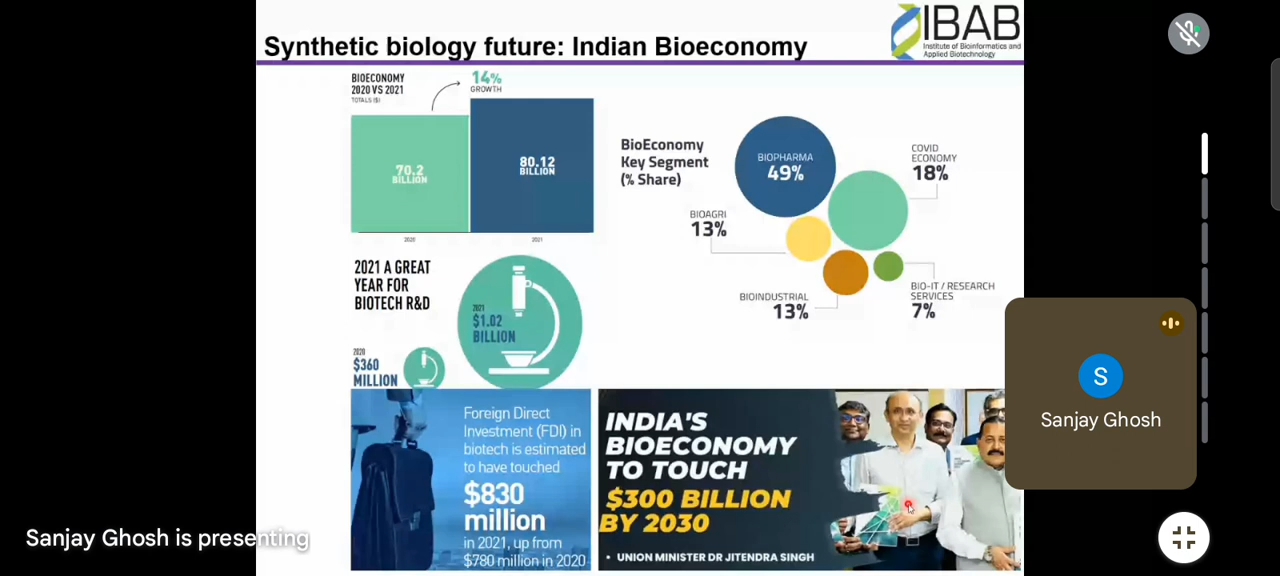 Synthetic biology future: Indian Bioeconomy
IBAB
Institute of Bioinformatics and
Applied Biotechnology
BIOECONOMY
2020 VS 2021
TOTALS ($)
14%
GROWTH
70.2
BILLION
80.12
BILLION
2020
2021
BioEconomy
Key Segment
(% Share)
BIOPHARMA
49%
COVID
ECONOMY
18%
BIOAGRI
13%
BIOINDUSTRIAL
13%
BIO-IT / RESEARCH
SERVICES
7%
2021 A GREAT
YEAR FOR
BIOTECH R&D
2021
$1.02
BILLION
2020
$360
MILLION
Foreign Direct
Investment (FDI) in
biotech is estimated
to have touched
$830
million
in 2021, up from
$780 million in 2020
INDIA'S
BIOECONOMY
TO TOUCH
$300 BILLION
BY 2030
• UNION MINISTER DR JITENDRA SINGH
S
Sanjay Ghosh
Sanjay Ghosh is presenting